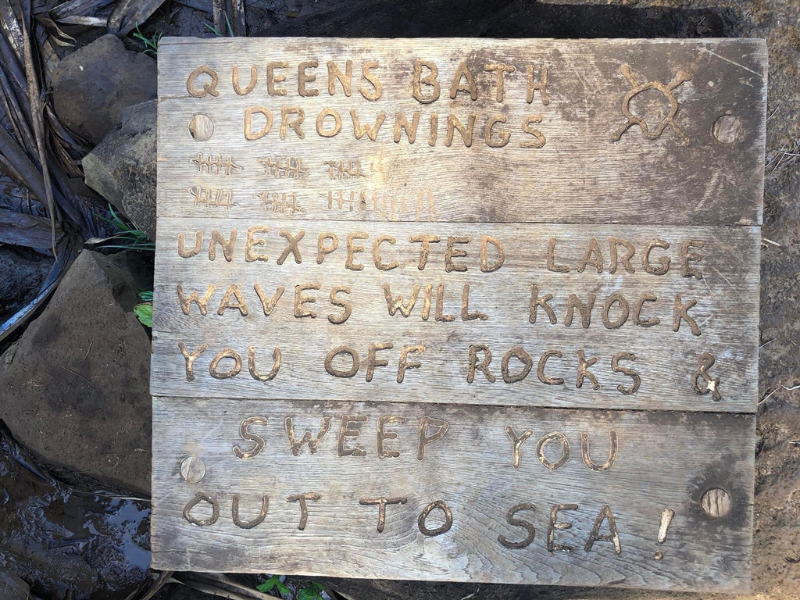 QUEENS BATH
DROWNINGS
UNEXPECTED LARGE
WAVES WILL KNOCK
YOU OFF ROCKS &
SWEEP YOU
OUT TO SEA!